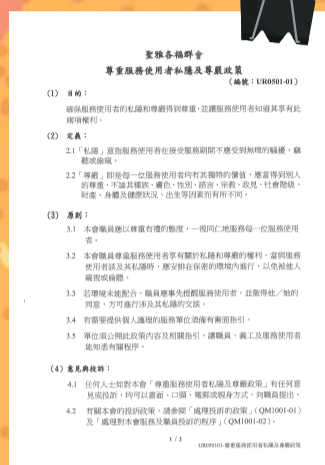 聖雅各福群會
尊重服務使用者私隱及尊嚴政策
(編號：UR0501-01)
(1) 目的：
確保服務使用者的私隱和尊嚴得到尊重，並讓服務使用者知道其享有此
兩項權利。
(2) 定義：
2.1「私隱」意指服務使用者在接受服務期間不應受到無理的騷擾、竊
聽或偷窺。
2.2「尊嚴」即是每一位服務使用者均有其獨特的價值，應當得到別人
的尊重，不論其種族、膚色、性別、語言、宗教、政見、社會階級、
財產、身體及健康狀況、出生等因素而有所不同。
(3) 原則：
3.1 本會職員應以尊重有禮的態度，一視同仁地服務每一位服務使用
者。
3.2 本會職員尊重服務使用者享有關於私隱和尊嚴的權利。當與服務
使用者談及其私隱時，應安排在保密的環境內進行，以免被他人
竊視或偷聽。
3.3 若環境未能配合，職員應事先提醒服務使用者，並徵得他／她的
同意，方可進行涉及其私隱的交談。
3.4 有需要提供個人護理的服務單位須備有書面指引。
3.5 單位須公開此政策內容及相關指引，讓職員、義工及服務使用者
能知悉有關程序。
(4) 意見與投訴：
4.1 任何人士如對本會「尊重服務使用者私隱及尊嚴政策」有任何意
見或投訴，均可以書面、口頭、電郵或親身方式，向職員提出。
4.2 有關本會的投訴政策，請參閱「處理投訴的政策」(QM1001-01)
及「處理對本會服務及職員投訴的程序」(QM1001-02)。
1 / 2
UR050101-尊重服務使用者私隱及尊嚴政策